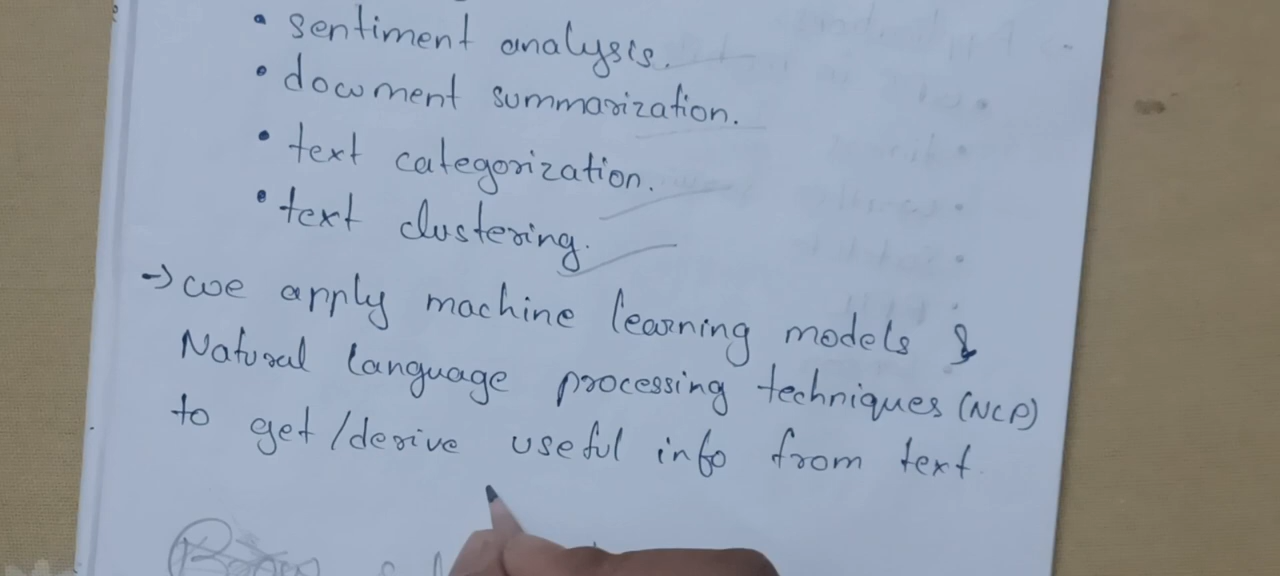 • sentiment analysis.
• document summarization.
• text categorization.
• text clustering.
→ we apply machine learning models &
Natural language processing techniques (NLP)
to get/derive useful info from text